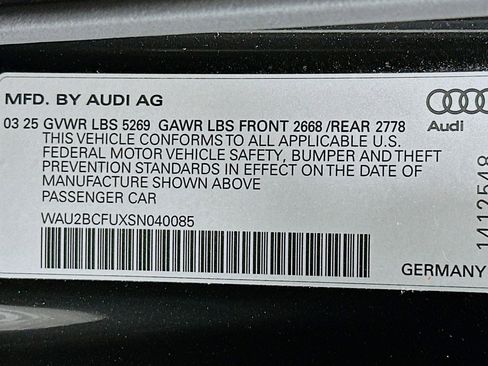 MFD. BY AUDI AG
03 25 GVWR LBS 5269 GAWR LBS FRONT 2668 /REAR 2778
THIS VEHICLE CONFORMS TO ALL APPLICABLE U.S.
FEDERAL MOTOR VEHICLE SAFETY, BUMPER AND THEFT
PREVENTION STANDARDS IN EFFECT ON THE DATE OF
MANUFACTURE SHOWN ABOVE
PASSENGER CAR
WAU2BCFUXSN040085
Audi
1412548
GERMANY